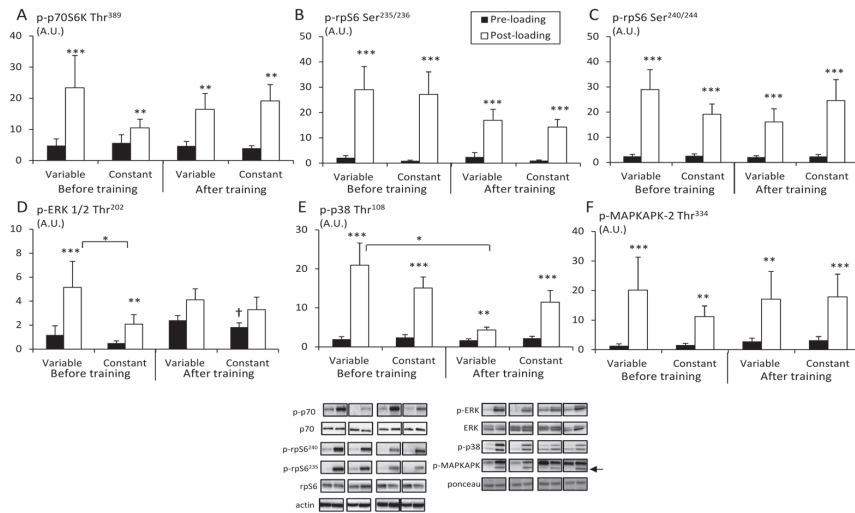 A p-p70S6K Thr389
(A.U.)
40
30
20
10
0
***
**
**
**
Variable Constant Variable Constant
Before training After training
B p-rpS6 Ser235/236
(A.U.)
50
40
30
20
10
0
***
***
***
***
Variable Constant Variable Constant
Before training After training
Pre-loading
Post-loading
C p-rpS6 Ser240/244
(A.U.)
50
40
30
20
10
0
***
***
***
***
Variable Constant Variable Constant
Before training After training
D p-ERK 1/2 Thr202
(A.U.)
10
8
6
4
2
0
***
*
**
†
Variable Constant Variable Constant
Before training After training
E p-p38 Thr108
(A.U.)
40
30
20
10
0
***
*
***
**
***
Variable Constant Variable Constant
Before training After training
F p-MAPKAPK-2 Thr334
(A.U.)
40
30
20
10
0
***
**
**
***
Variable Constant Variable Constant
Before training After training
p-p70
p70
p-rpS6240
p-rpS6235
rpS6
actin
p-ERK
ERK
p-p38
p-MAPKAPK
ponceau